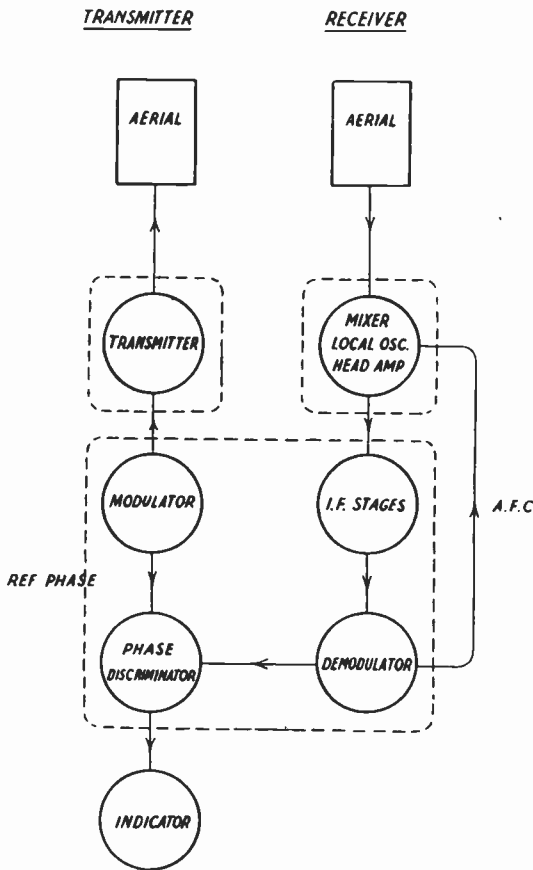 TRANSMITTER
RECEIVER
AERIAL
AERIAL
TRANSMITTER
MIXER
LOCAL OSC.
HEAD AMP
MODULATOR
I.F. STAGES
A.F.C
REF PHASE
PHASE
DISCRIMINATOR
DEMODULATOR
INDICATOR